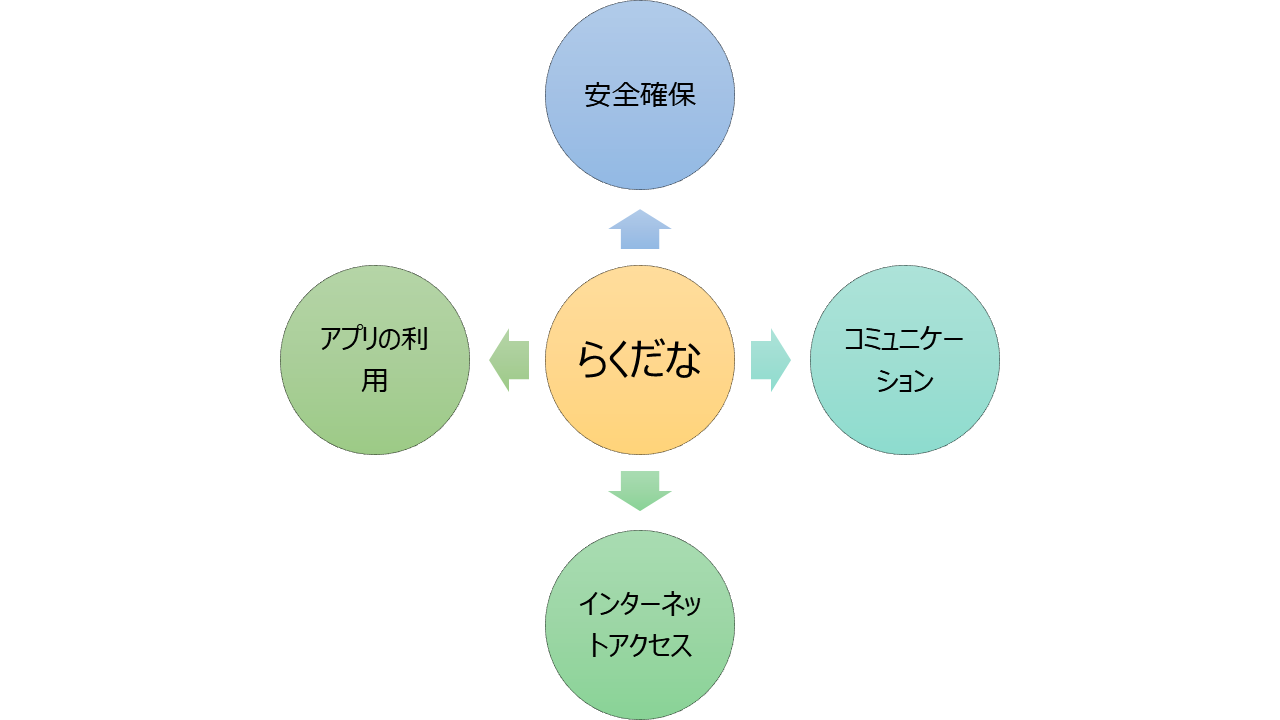 安全確保
アプリの利
用
らくだな
コミュニケー
ション
インターネッ
トアクセス